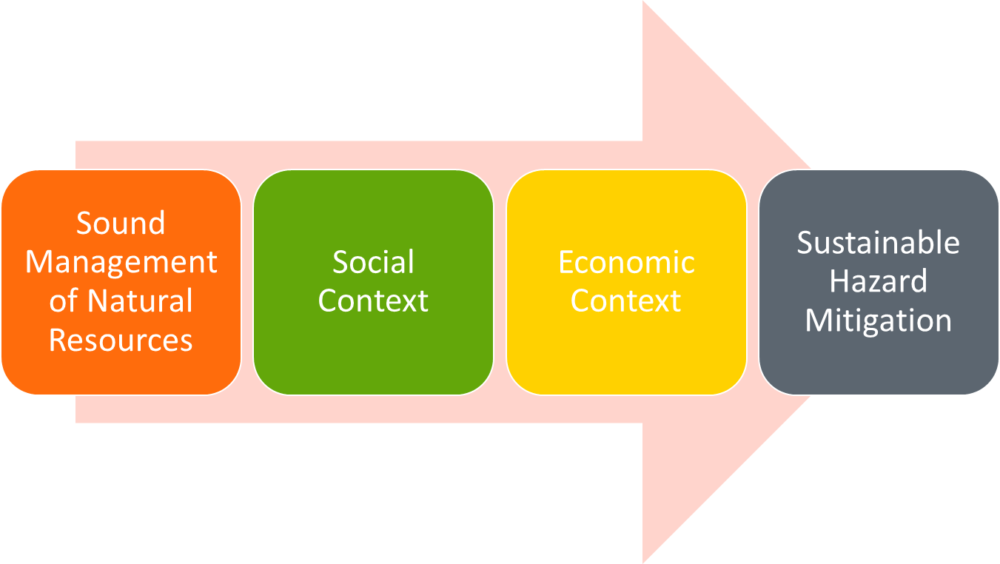 Sound
Management
of Natural
Resources
Social
Context
Economic
Context
Sustainable
Hazard
Mitigation